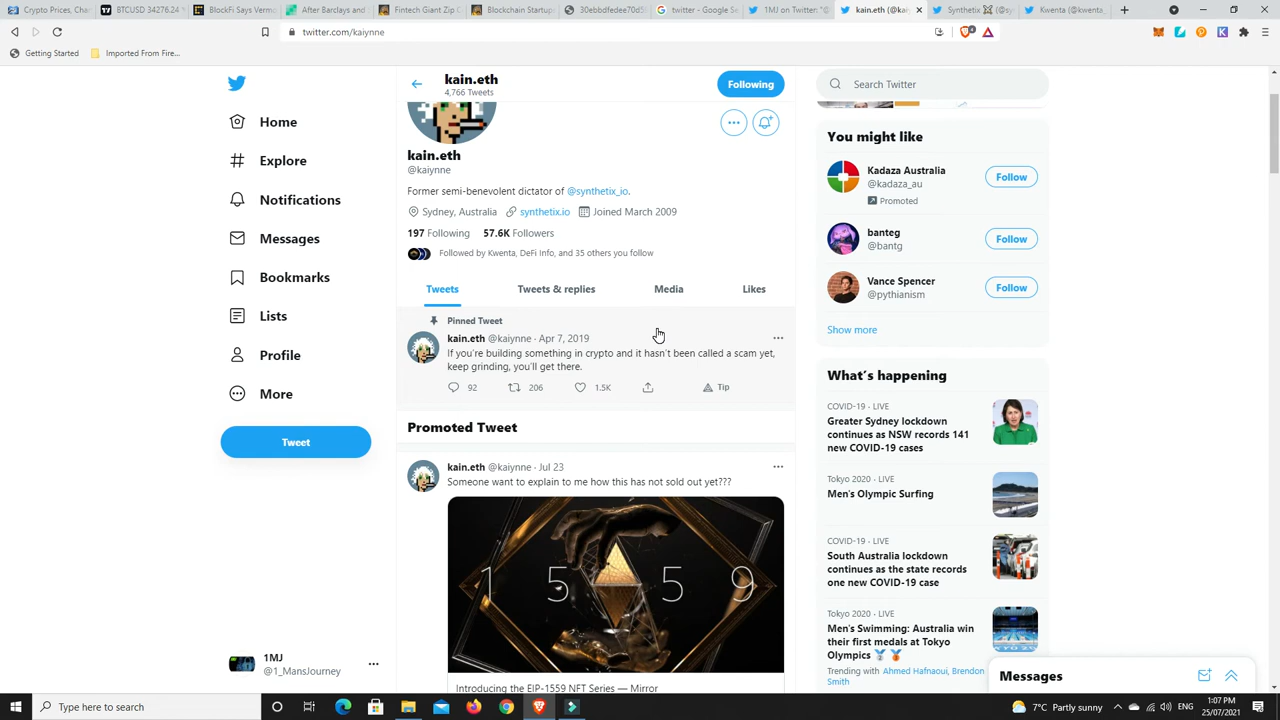 Crypto Prices, Cha
BTCUSD 34276.24
BlockFi Says Vermo
After Barclays and
Fintech Giant Zip C
Blockchain Startups
30ebbdfedee70d5
twitter - Google Se
1MJ on Twitter: "@
kain.eth (@kai
Synthetix (@sy
Kwenta (@kwenta_
twitter.com/kaiynne
Getting Started
Imported From Fire...
kain.eth
4,766 Tweets
Following
Search Twitter
Home
Explore
Notifications
Messages
Bookmarks
Lists
Profile
More
Tweet
1MJ
@1_MansJourney
kain.eth
@kaiynne
Former semi-benevolent dictator of @synthetix_io.
Sydney, Australia synthetix.io Joined March 2009
197 Following 57.6K Followers
Followed by Kwenta, DeFi Info, and 35 others you follow
Tweets Tweets & replies Media Likes
Pinned Tweet
kain.eth @kaiynne · Apr 7, 2019
If you're building something in crypto and it hasn't been called a scam yet,
keep grinding, you'll get there.
92 206 1.5K Tip
Promoted Tweet
kain.eth @kaiynne · Jul 23
Someone want to explain to me how this has not sold out yet???
1 5 5 9
Introducing the EIP-1559 NFT Series — Mirror
You might like
Kadaza Australia
@kadaza_au
Promoted
Follow
banteg
@bantg
Follow
Vance Spencer
@pythianism
Follow
Show more
What's happening
COVID-19 · LIVE
Greater Sydney lockdown
continues as NSW records 141
new COVID-19 cases
Tokyo 2020 · LIVE
Men's Olympic Surfing
COVID-19 · LIVE
South Australia lockdown
continues as the state records
one new COVID-19 case
Tokyo 2020 · LIVE
Men's Swimming: Australia win
their first medals at Tokyo
Olympics 🥈🥉
Trending with Ahmed Hafnaoui, Brendon
Smith
Messages
Type here to search
7°C Partly sunny
ENG
1:07 PM
25/07/2021